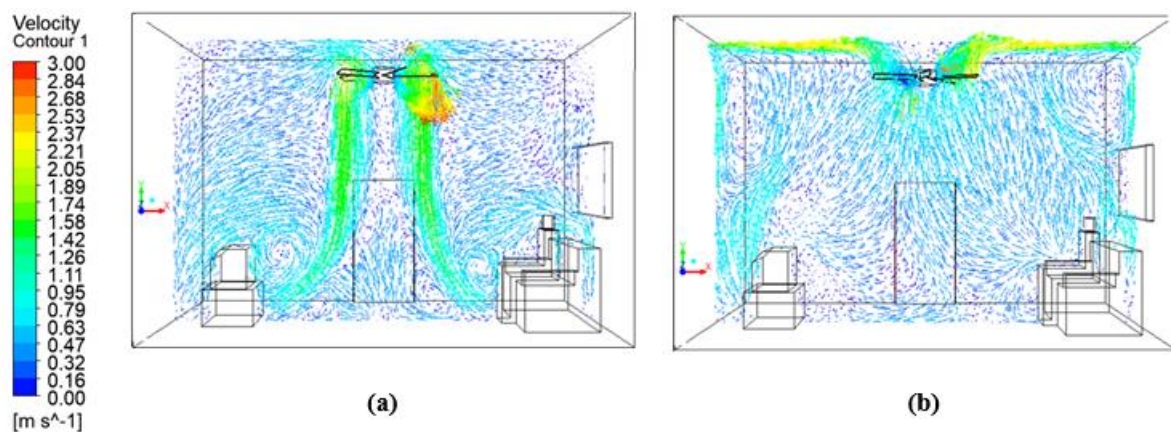 Velocity
Contour 1
3.00
2.84
2.68
2.53
2.37
2.21
2.05
1.89
1.74
1.58
1.42
1.26
1.11
0.95
0.79
0.63
0.47
0.32
0.16
0.00
[m s^-1]
Y
X
Y
X
(a)
(b)